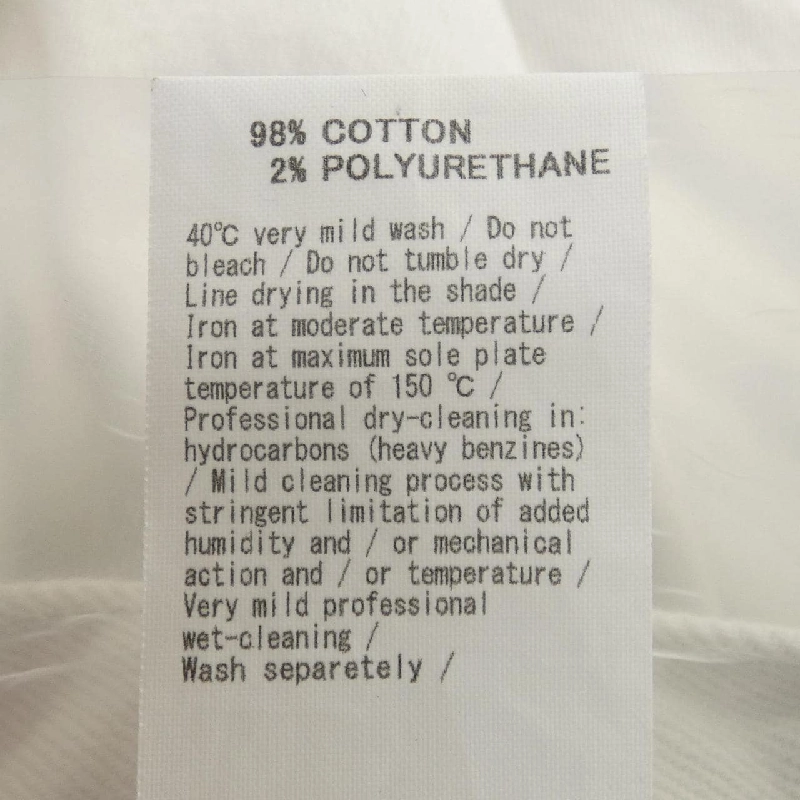 98% COTTON
2% POLYURETHANE
40℃ very mild wash / Do not
bleach / Do not tumble dry /
Line drying in the shade /
Iron at moderate temperature /
Iron at maximum sole plate
temperature of 150 ℃ /
Professional dry-cleaning in:
hydrocarbons (heavy benzines)
/ Mild cleaning process with
stringent limitation of added
humidity and / or mechanical
action and / or temperature /
Very mild professional
wet-cleaning /
Wash separetely /